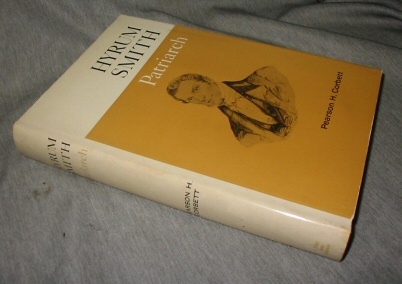 HYRUM
SMITH
Patriarch
Pearson H. Corbett
HYRUM
SMITH
Patriarch
PEARSON H.
CORBETT